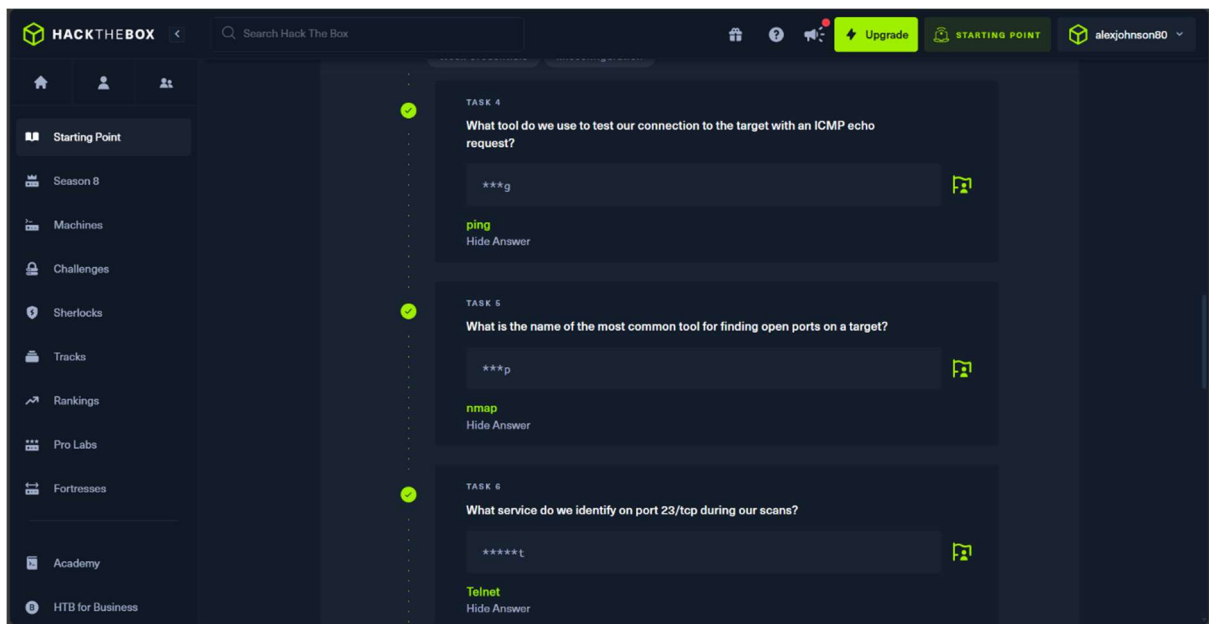 HACKTHEBOX
Search Hack The Box
Upgrade
STARTING POINT
alexjohnson80
Starting Point
Season 8
Machines
Challenges
Sherlocks
Tracks
Rankings
Pro Labs
Fortresses
Academy
HTB for Business
TASK 4
What tool do we use to test our connection to the target with an ICMP echo
request?
***g
ping
Hide Answer
TASK 5
What is the name of the most common tool for finding open ports on a target?
***p
nmap
Hide Answer
TASK 6
What service do we identify on port 23/tcp during our scans?
*****t
Telnet
Hide Answer